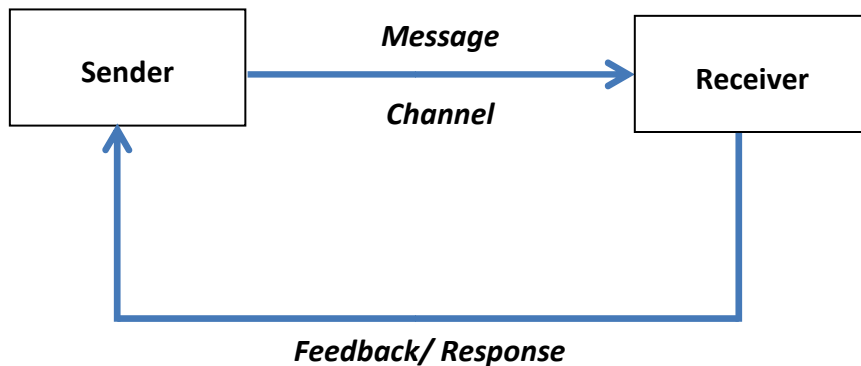 Sender
Message
Channel
Receiver
Feedback/ Response